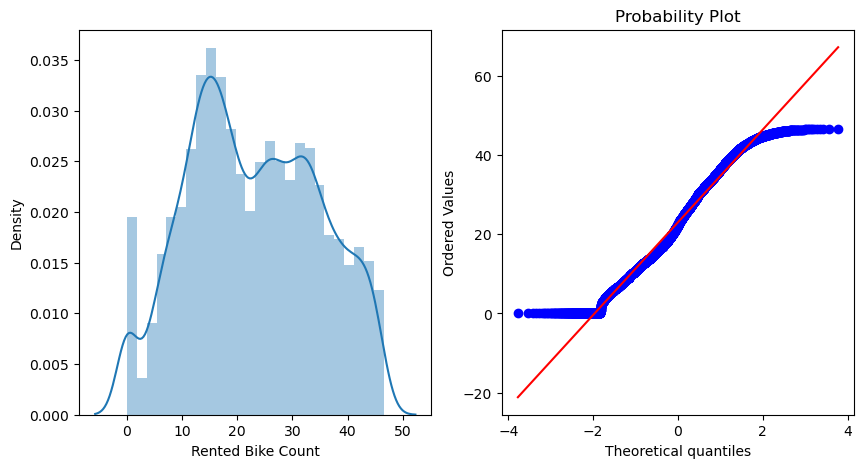 Probability Plot
0.035
0.030
0.025
0.020
0.015
0.010
0.005
0.000
Density
0 10 20 30 40 50
Rented Bike Count
60
40
20
0
−20
Ordered Values
−4 −2 0 2 4
Theoretical quantiles